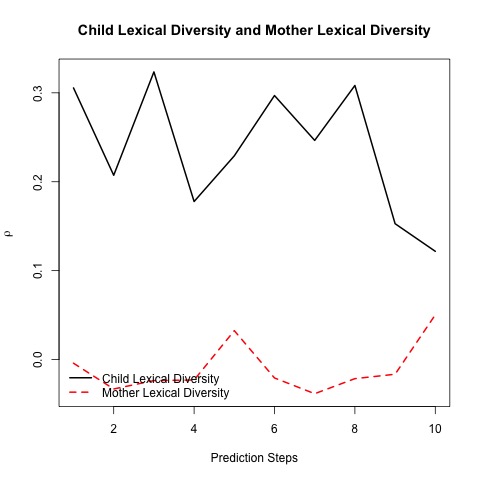 Child Lexical Diversity and Mother Lexical Diversity
ρ
0.3
0.2
0.1
0.0
Child Lexical Diversity
Mother Lexical Diversity
2 4 6 8 10
Prediction Steps